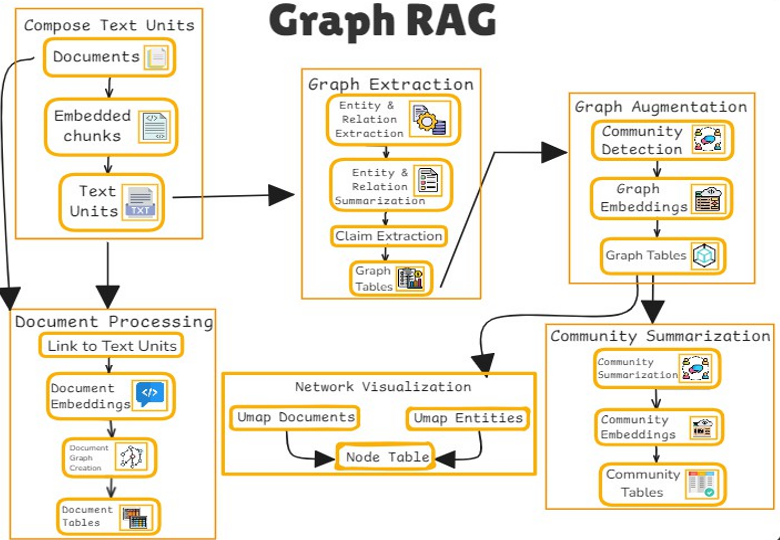 Graph RAG
Compose Text Units
Documents
Embedded
chunks
Text
Units
TXT
Graph Extraction
Entity &
Relation
Extraction
Entity &
Relation
Summarization
Claim Extraction
Graph
Tables
Graph Augmentation
Community
Detection
Graph
Embeddings
Graph Tables
Document Processing
Link to Text Units
Document
Embeddings
Document
Graph
Creation
Document
Tables
Network Visualization
Umap Documents
Umap Entities
Node Table
Community Summarization
Community
Summarization
Community
Embeddings
Community
Tables